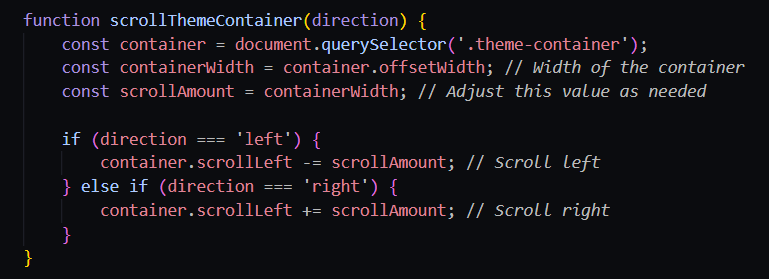 function scrollThemeContainer(direction) {
    const container = document.querySelector('.theme-container');
    const containerWidth = container.offsetWidth; // Width of the container
    const scrollAmount = containerWidth; // Adjust this value as needed

    if (direction === 'left') {
        container.scrollLeft -= scrollAmount; // Scroll left
    } else if (direction === 'right') {
        container.scrollLeft += scrollAmount; // Scroll right
    }
}